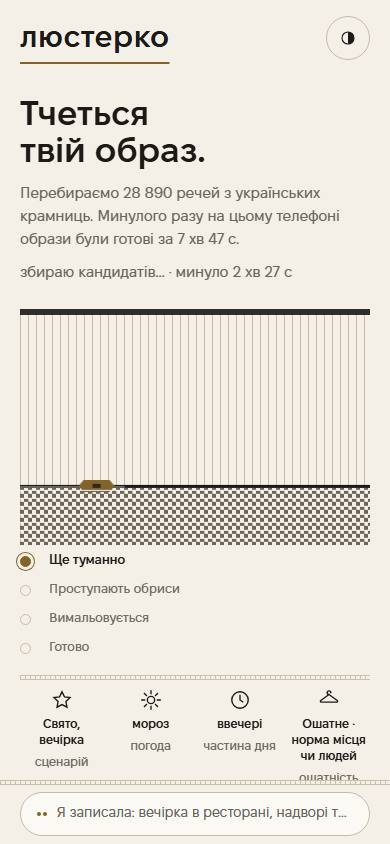 люстерко
Тчеться
твій образ.
Перебираємо 28 890 речей з українських
крамниць. Минулого разу на цьому телефоні
образи були готові за 7 хв 47 с.
збираю кандидатів… · минуло 2 хв 27 с
Ще туманно
Проступають обриси
Вимальовується
Готово
Свято,
вечірка
сценарій
мороз
погода
ввечері
частина дня
Ошатне ·
норма місця
чи людей
ошатність
Я записала: вечірка в ресторані, надворі т…